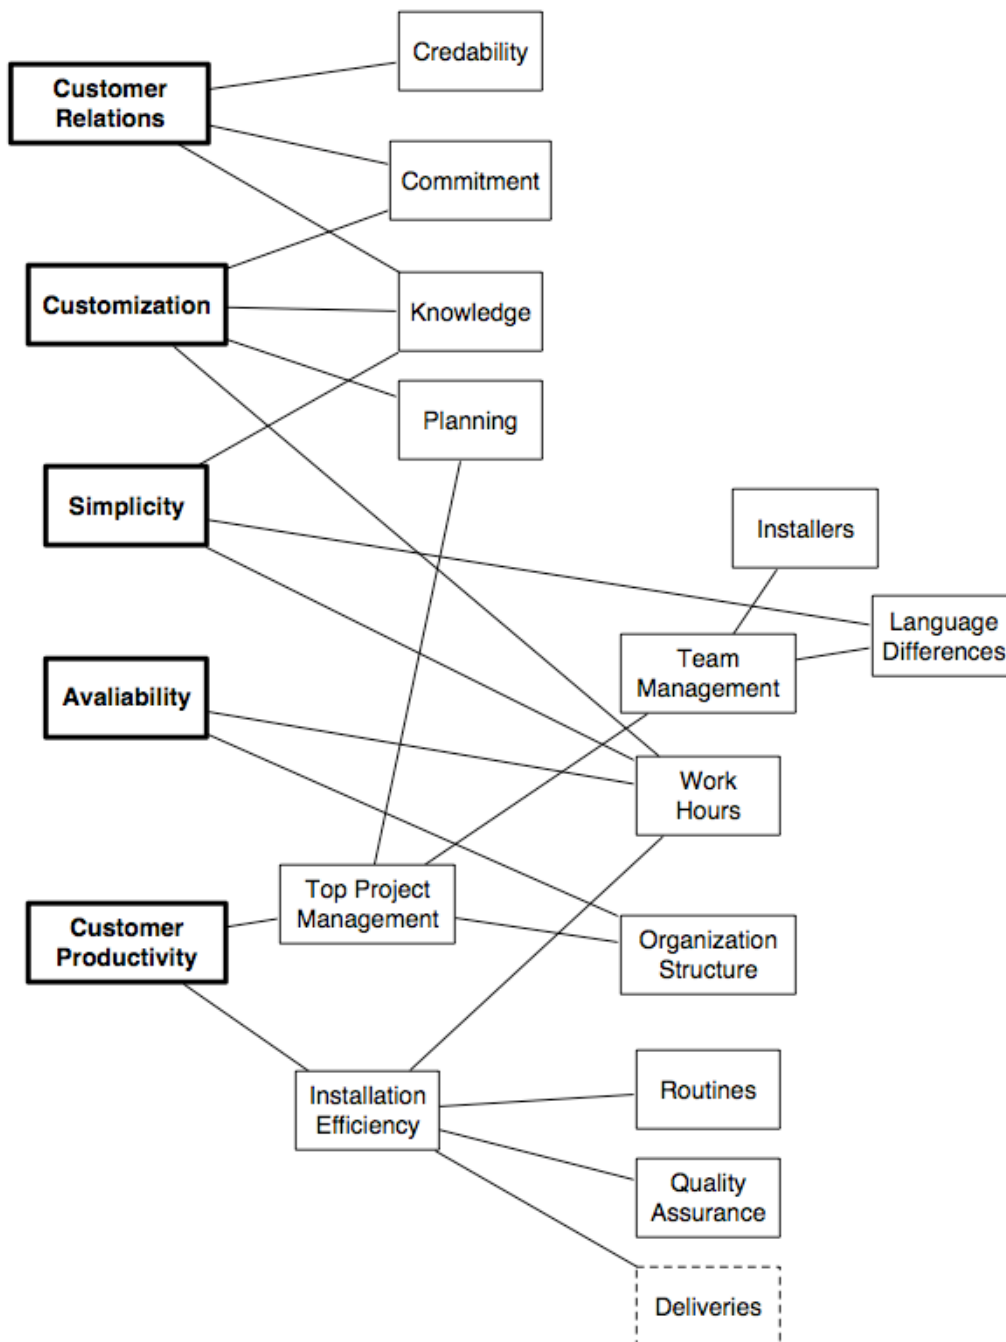 Credability
Customer
Relations
Commitment
Customization
Knowledge
Planning
Simplicity
Installers
Language
Differences
Team
Management
Avaliability
Work
Hours
Top Project
Management
Customer
Productivity
Organization
Structure
Installation
Efficiency
Routines
Quality
Assurance
Deliveries